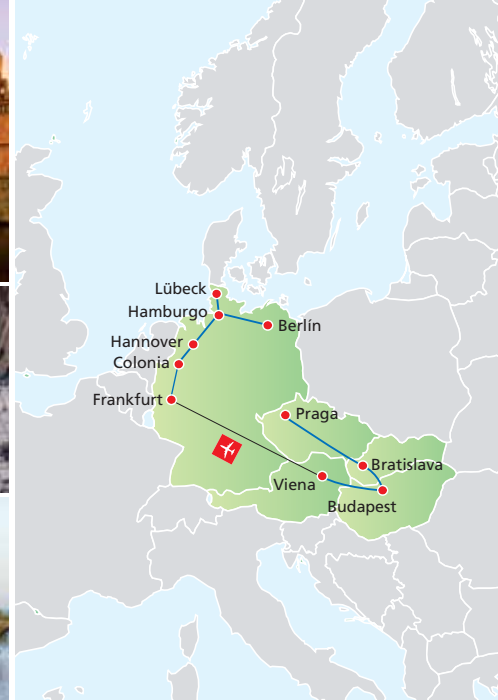 Lübeck
Hamburgo
Berlín
Hannover
Colonia
Frankfurt
Praga
Bratislava
Viena
Budapest